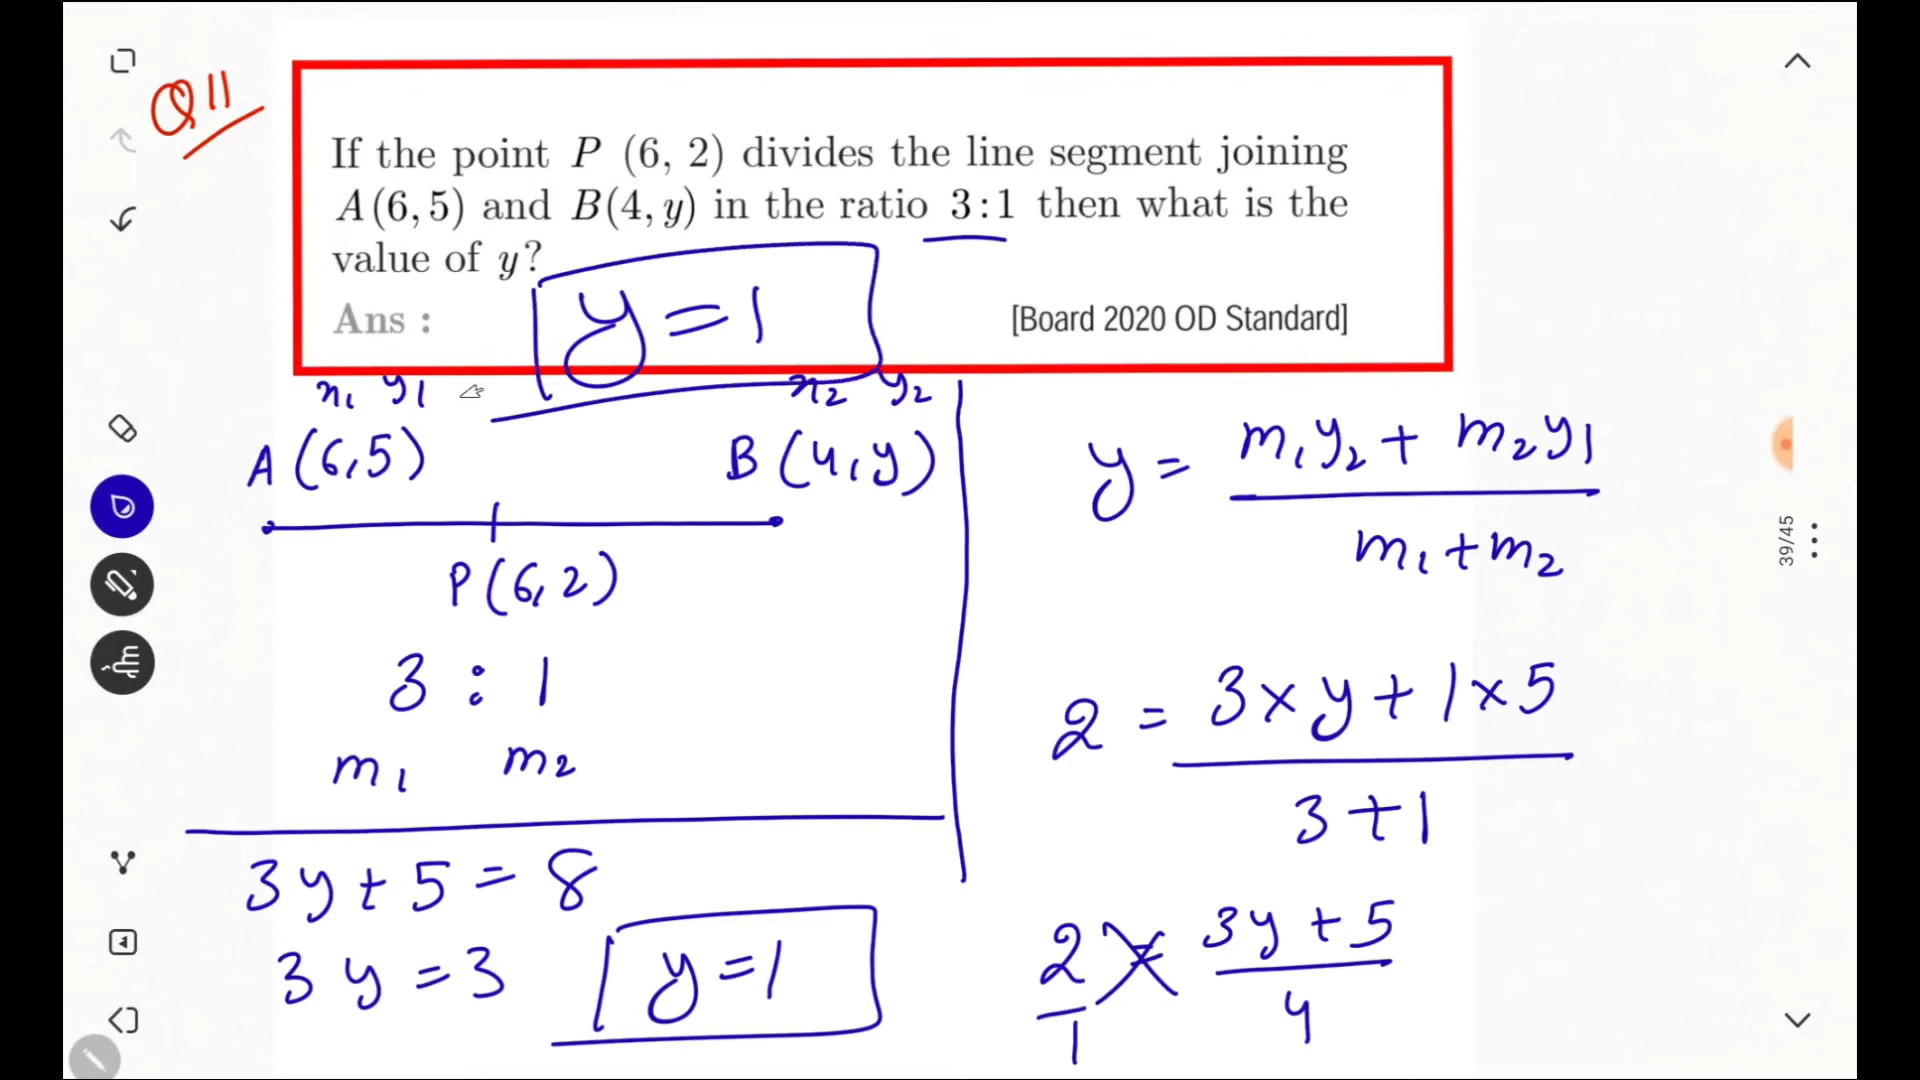 Q11
If the point P (6, 2) divides the line segment joining
A(6, 5) and B(4, y) in the ratio 3:1 then what is the
value of y?
Ans :
y = 1
[Board 2020 OD Standard]
x1 y1
x2 y2
A (6,5)
B (4,y)
P(6,2)
3 : 1
m1 m2
3y + 5 = 8
3y = 3
y = 1
y = m1y2 + m2y1
m1 + m2
2 = 3 × y + 1 × 5
3 + 1
2 = 3y + 5
1 4
39/45